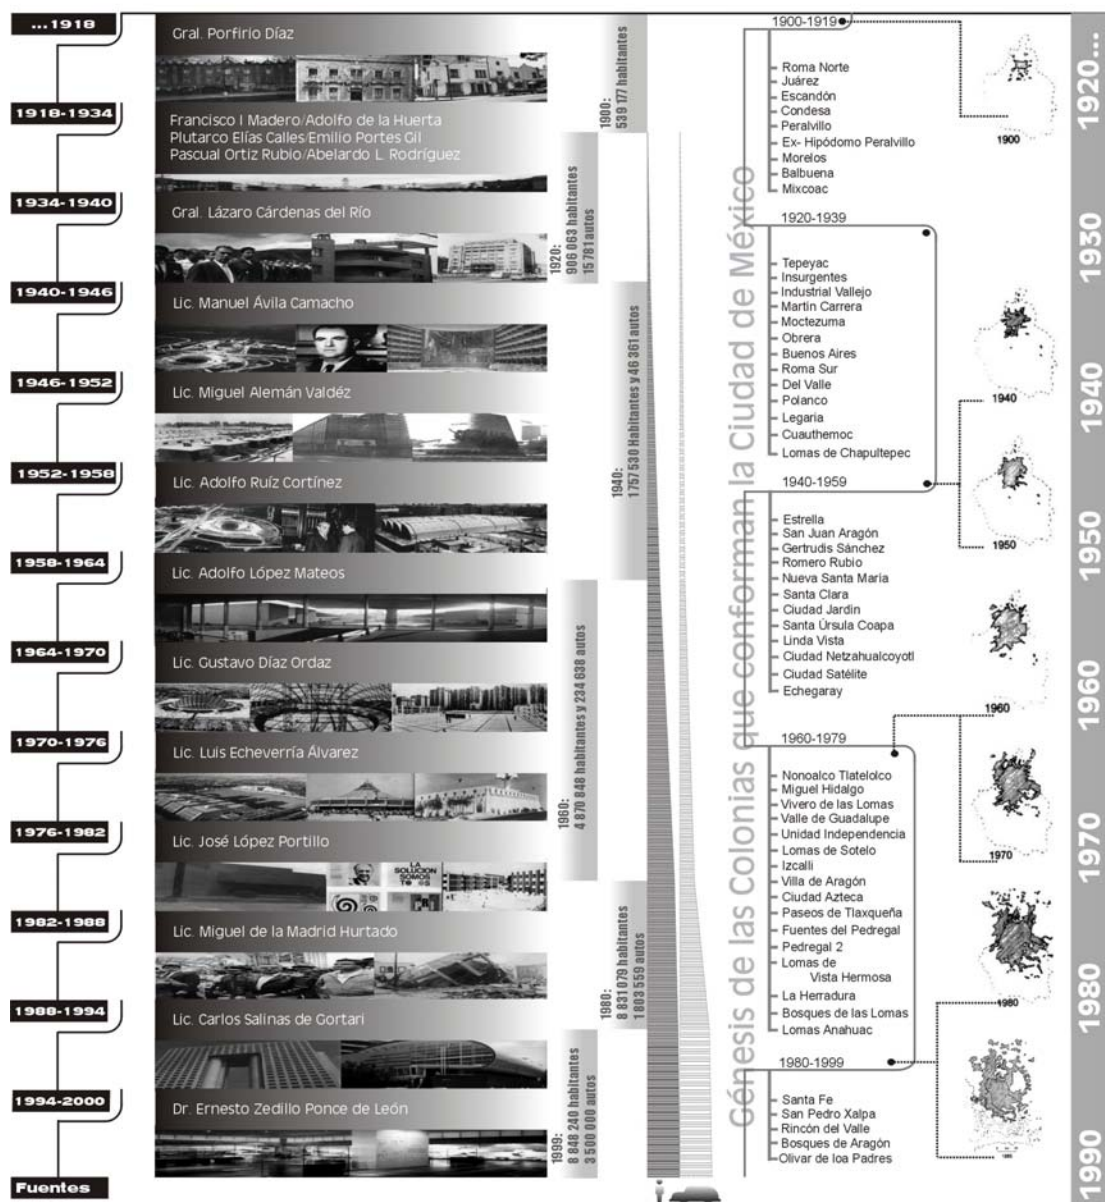 ...1918
1918-1934
1934-1940
1940-1946
1946-1952
1952-1958
1958-1964
1964-1970
1970-1976
1976-1982
1982-1988
1988-1994
1994-2000
Fuentes
Gral. Porfirio Díaz
Francisco I Madero/Adolfo de la Huerta
Plutarco Elías Calles/Emilio Portes Gil
Pascual Ortiz Rubio/Abelardo L. Rodríguez
Gral. Lázaro Cárdenas del Río
Lic. Manuel Ávila Camacho
Lic. Miguel Alemán Valdéz
Lic. Adolfo Ruíz Cortínez
Lic. Adolfo López Mateos
Lic. Gustavo Díaz Ordaz
Lic. Luis Echeverría Álvarez
Lic. José López Portillo
LA
SOLUCION
SOMOS
Lic. Miguel de la Madrid Hurtado
Lic. Carlos Salinas de Gortari
Dr. Ernesto Zedillo Ponce de León
1900:
539 177 habitantes
1920:
906 063 habitantes
15 781 autos
1940:
1 757 530 Habitantes y 46 361 autos
1960:
4 870 848 habitantes y 234 638 autos
1980:
8 831 079 habitantes
1 803 559 autos
1999:
8 848 240 habitantes
3 500 000 autos
Génesis de las Colonias que conforman la Ciudad de México
1900-1919
Roma Norte
Juárez
Escandón
Condesa
Peralvillo
Ex- Hipódomo Peralvillo
Morelos
Balbuena
Mixcoac
1920-1939
Tepeyac
Insurgentes
Industrial Vallejo
Martin Carrera
Moctezuma
Obrera
Buenos Aires
Roma Sur
Del Valle
Polanco
Legaria
Cuauthemoc
Lomas de Chapultepec
1940-1959
Estrella
San Juan Aragón
Gertrudis Sánchez
Romero Rubio
Nueva Santa María
Santa Clara
Ciudad Jardín
Santa Úrsula Coapa
Linda Vista
Ciudad Netzahualcoyotl
Ciudad Satélite
Echegaray
1960-1979
Nonoalco Tlatelolco
Miguel Hidalgo
Vivero de las Lomas
Valle de Guadalupe
Unidad Independencia
Lomas de Sotelo
Izcalli
Villa de Aragón
Ciudad Azteca
Paseos de Tlaxqueña
Fuentes del Pedregal
Pedregal 2
Lomas de
Vista Hermosa
La Herradura
Bosques de las Lomas
Lomas Anahuac
1980-1999
Santa Fe
San Pedro Xalpa
Rincón del Valle
Bosques de Aragón
Olivar de loa Padres
1900
1940
1950
1960
1970
1980
1920...
1930
1940
1950
1960
1970
1980
1990